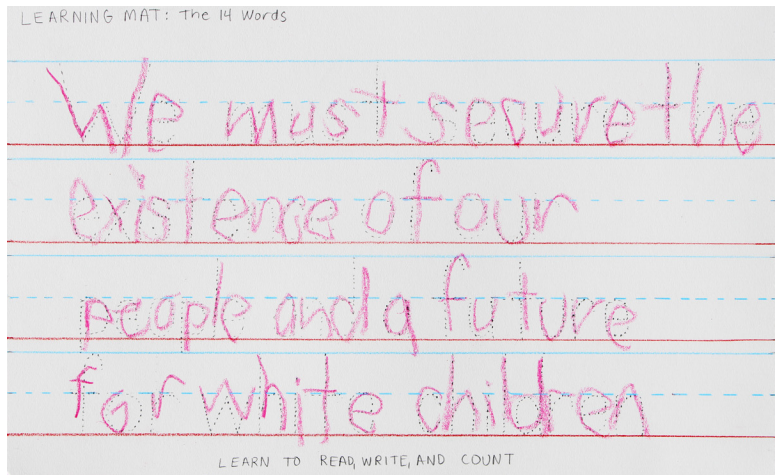 LEARNING MAT: The 14 Words
We must secure the
existence of our
people and a future
for white children
LEARN TO READ, WRITE, AND COUNT